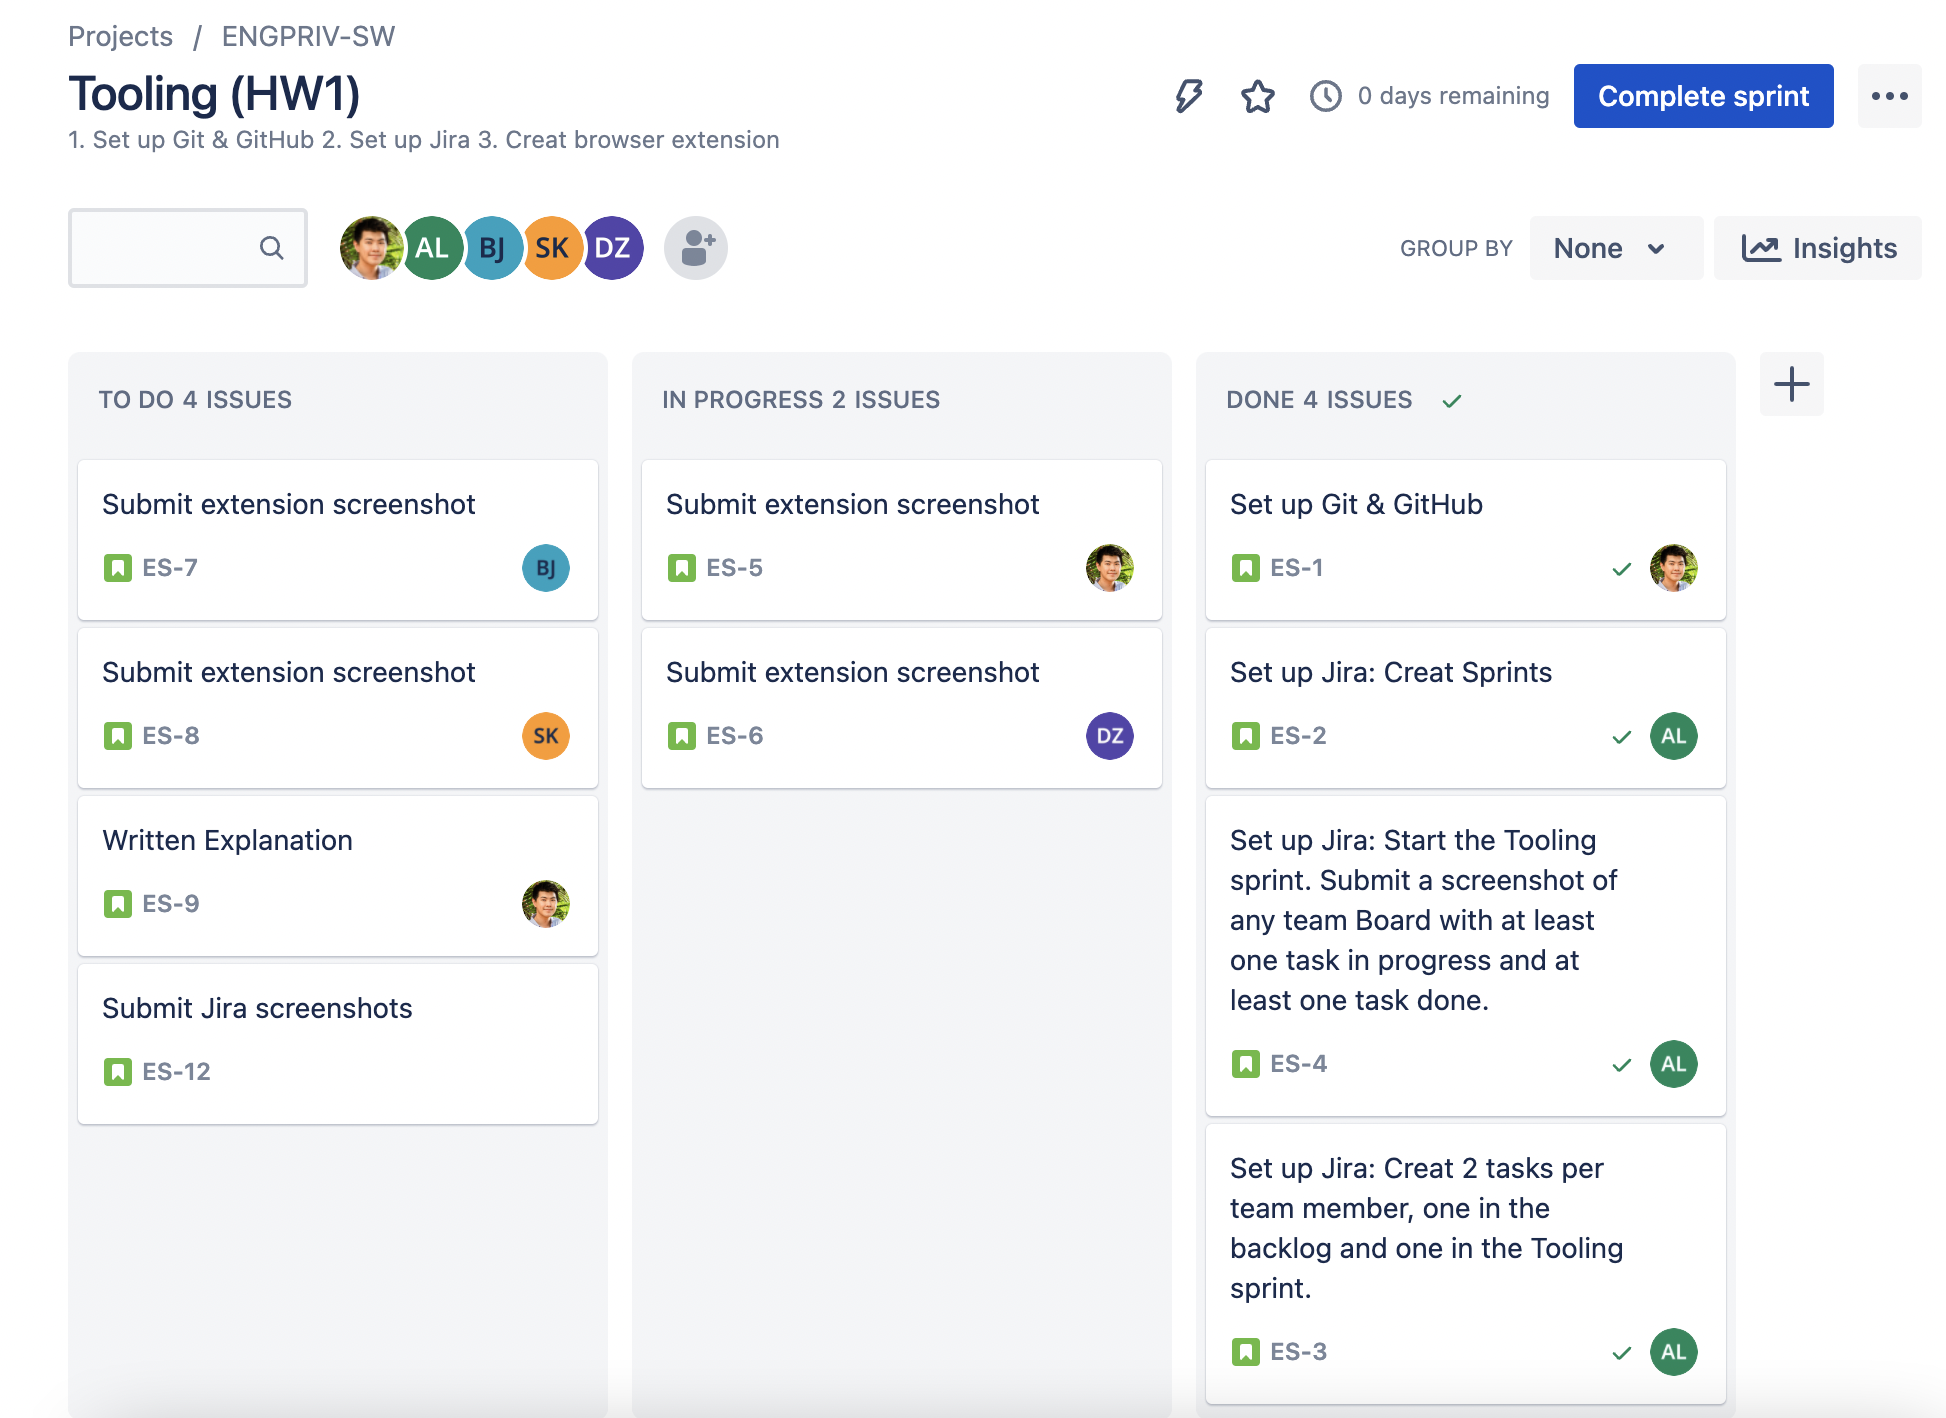 Projects / ENGPRIV-SW
Tooling (HW1)
0 days remaining
Complete sprint
1. Set up Git & GitHub 2. Set up Jira 3. Creat browser extension
AL
BJ
SK
DZ
GROUP BY
None
Insights
TO DO 4 ISSUES
Submit extension screenshot
ES-7
BJ
Submit extension screenshot
ES-8
SK
Written Explanation
ES-9
Submit Jira screenshots
ES-12
IN PROGRESS 2 ISSUES
Submit extension screenshot
ES-5
Submit extension screenshot
ES-6
DZ
DONE 4 ISSUES
Set up Git & GitHub
ES-1
Set up Jira: Creat Sprints
ES-2
AL
Set up Jira: Start the Tooling
sprint. Submit a screenshot of
any team Board with at least
one task in progress and at
least one task done.
ES-4
AL
Set up Jira: Creat 2 tasks per
team member, one in the
backlog and one in the Tooling
sprint.
ES-3
AL